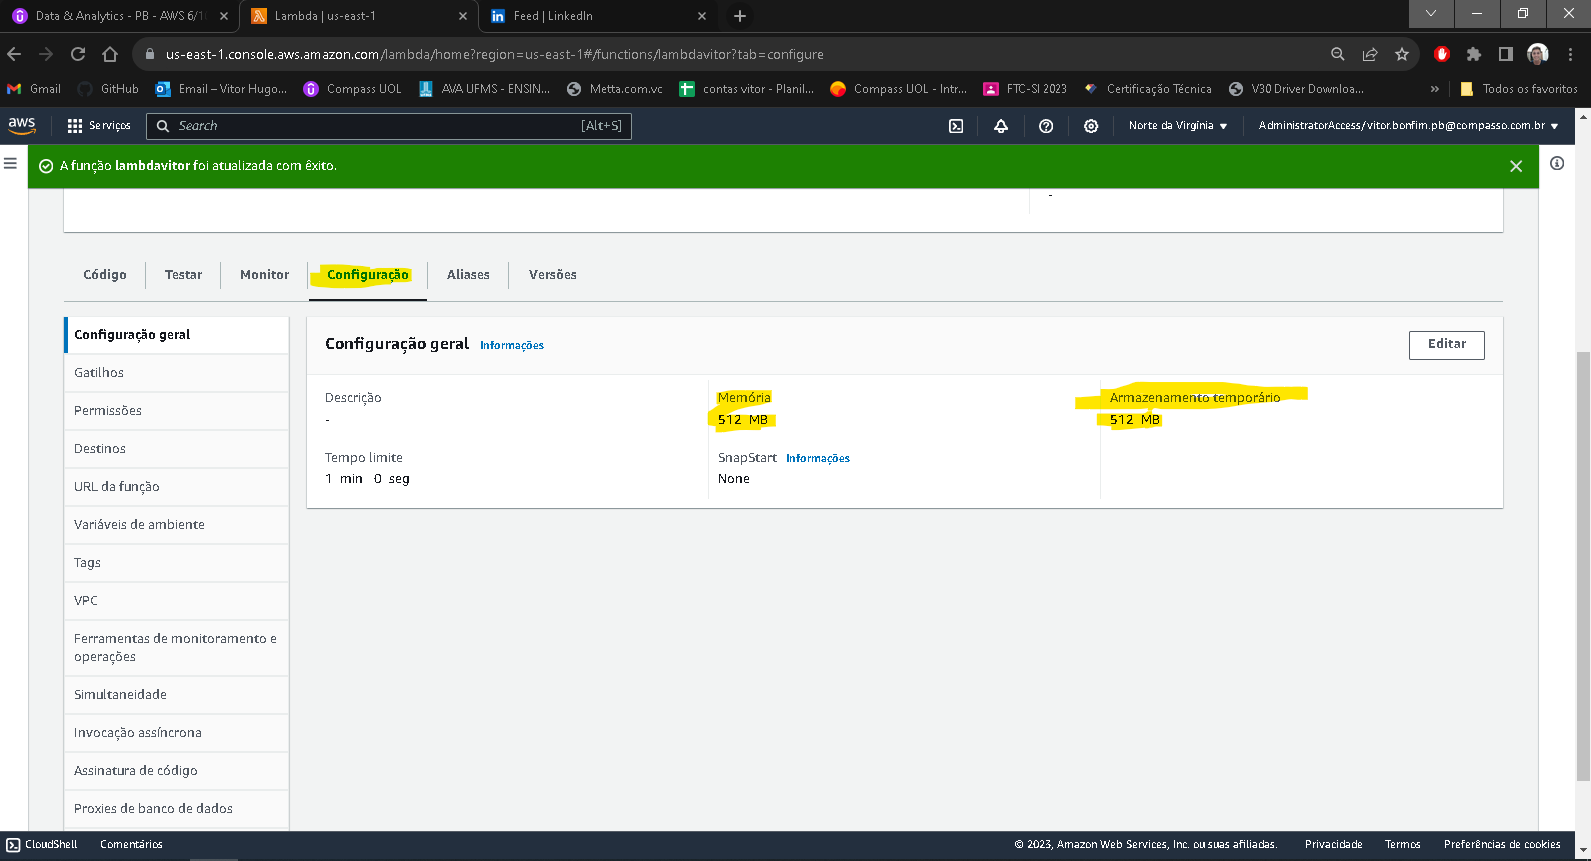 Data & Analytics - PB - AWS 6/1
Lambda | us-east-1
Feed | LinkedIn
us-east-1.console.aws.amazon.com/lambda/home?region=us-east-1#/functions/lambdavitor?tab=configure
Gmail GitHub Email – Vitor Hugo... Compass UOL AVA UFMS - ENSIN... Metta.com.vc contas vitor - Planil... Compass UOL - Intr... FTC-SI 2023 Certificação Técnica V30 Driver Downloa... » Todos os favoritos
aws Serviços Search [Alt+S] Norte da Virgínia AdministratorAccess/vitor.bonfim.pb@compasso.com.br
A função lambdavitor foi atualizada com êxito.
-
Código Testar Monitor Configuração Aliases Versões
Configuração geral
Gatilhos
Permissões
Destinos
URL da função
Variáveis de ambiente
Tags
VPC
Ferramentas de monitoramento e
operações
Simultaneidade
Invocação assíncrona
Assinatura de código
Proxies de banco de dados
Configuração geral Informações Editar
Descrição
-
Memória
512 MB
Armazenamento temporário
512 MB
Tempo limite
1 min 0 seg
SnapStart Informações
None
CloudShell Comentários © 2023, Amazon Web Services, Inc. ou suas afiliadas. Privacidade Termos Preferências de cookies